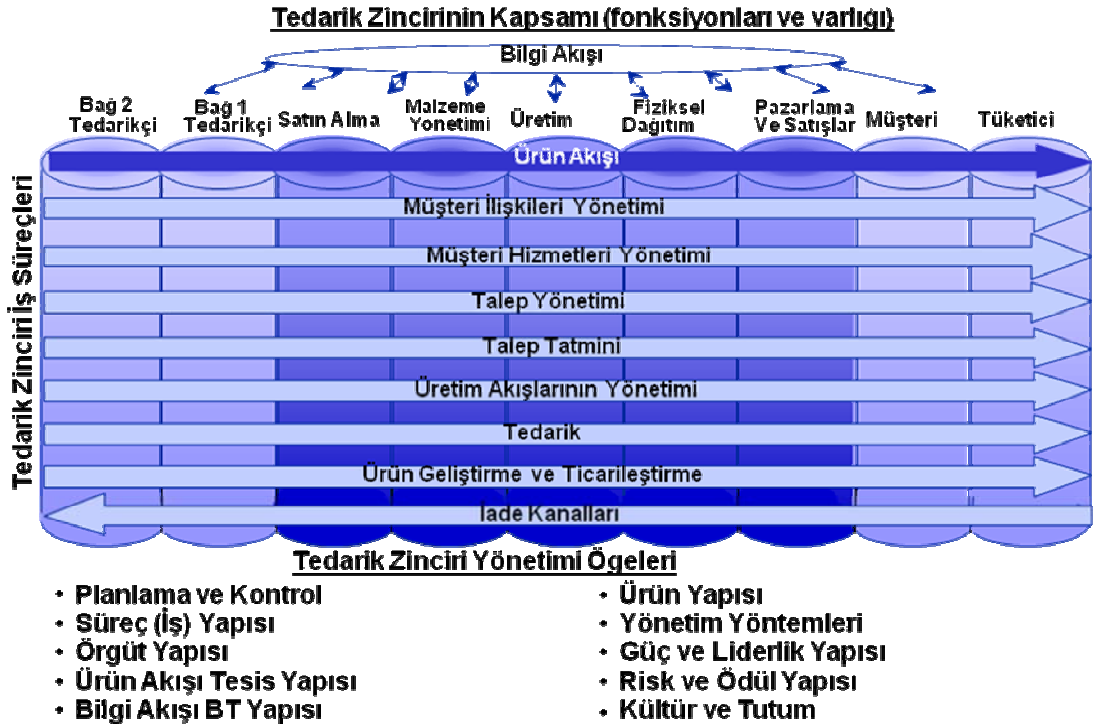 Tedarik Zincirinin Kapsamı (fonksiyonları ve varlığı)
Bilgi Akışı
Bağ 2 Tedarikçi
Bağ 1 Tedarikçi
Satın Alma
Malzeme Yonetimi
Üretim
Fiziksel Dağıtım
Pazarlama Ve Satışlar
Müşteri
Tüketici
Ürün Akışı
Tedarik Zinciri İş Süreçleri
Müşteri İlişkileri Yönetimi
Müşteri Hizmetleri Yönetimi
Talep Yönetimi
Talep Tatmini
Üretim Akışlarının Yönetimi
Tedarik
Ürün Geliştirme ve Ticarileştirme
İade Kanalları
Tedarik Zinciri Yönetimi Ögeleri
• Planlama ve Kontrol
• Süreç (İş) Yapısı
• Örgüt Yapısı
• Ürün Akışı Tesis Yapısı
• Bilgi Akışı BT Yapısı
• Ürün Yapısı
• Yönetim Yöntemleri
• Güç ve Liderlik Yapısı
• Risk ve Ödül Yapısı
• Kültür ve Tutum